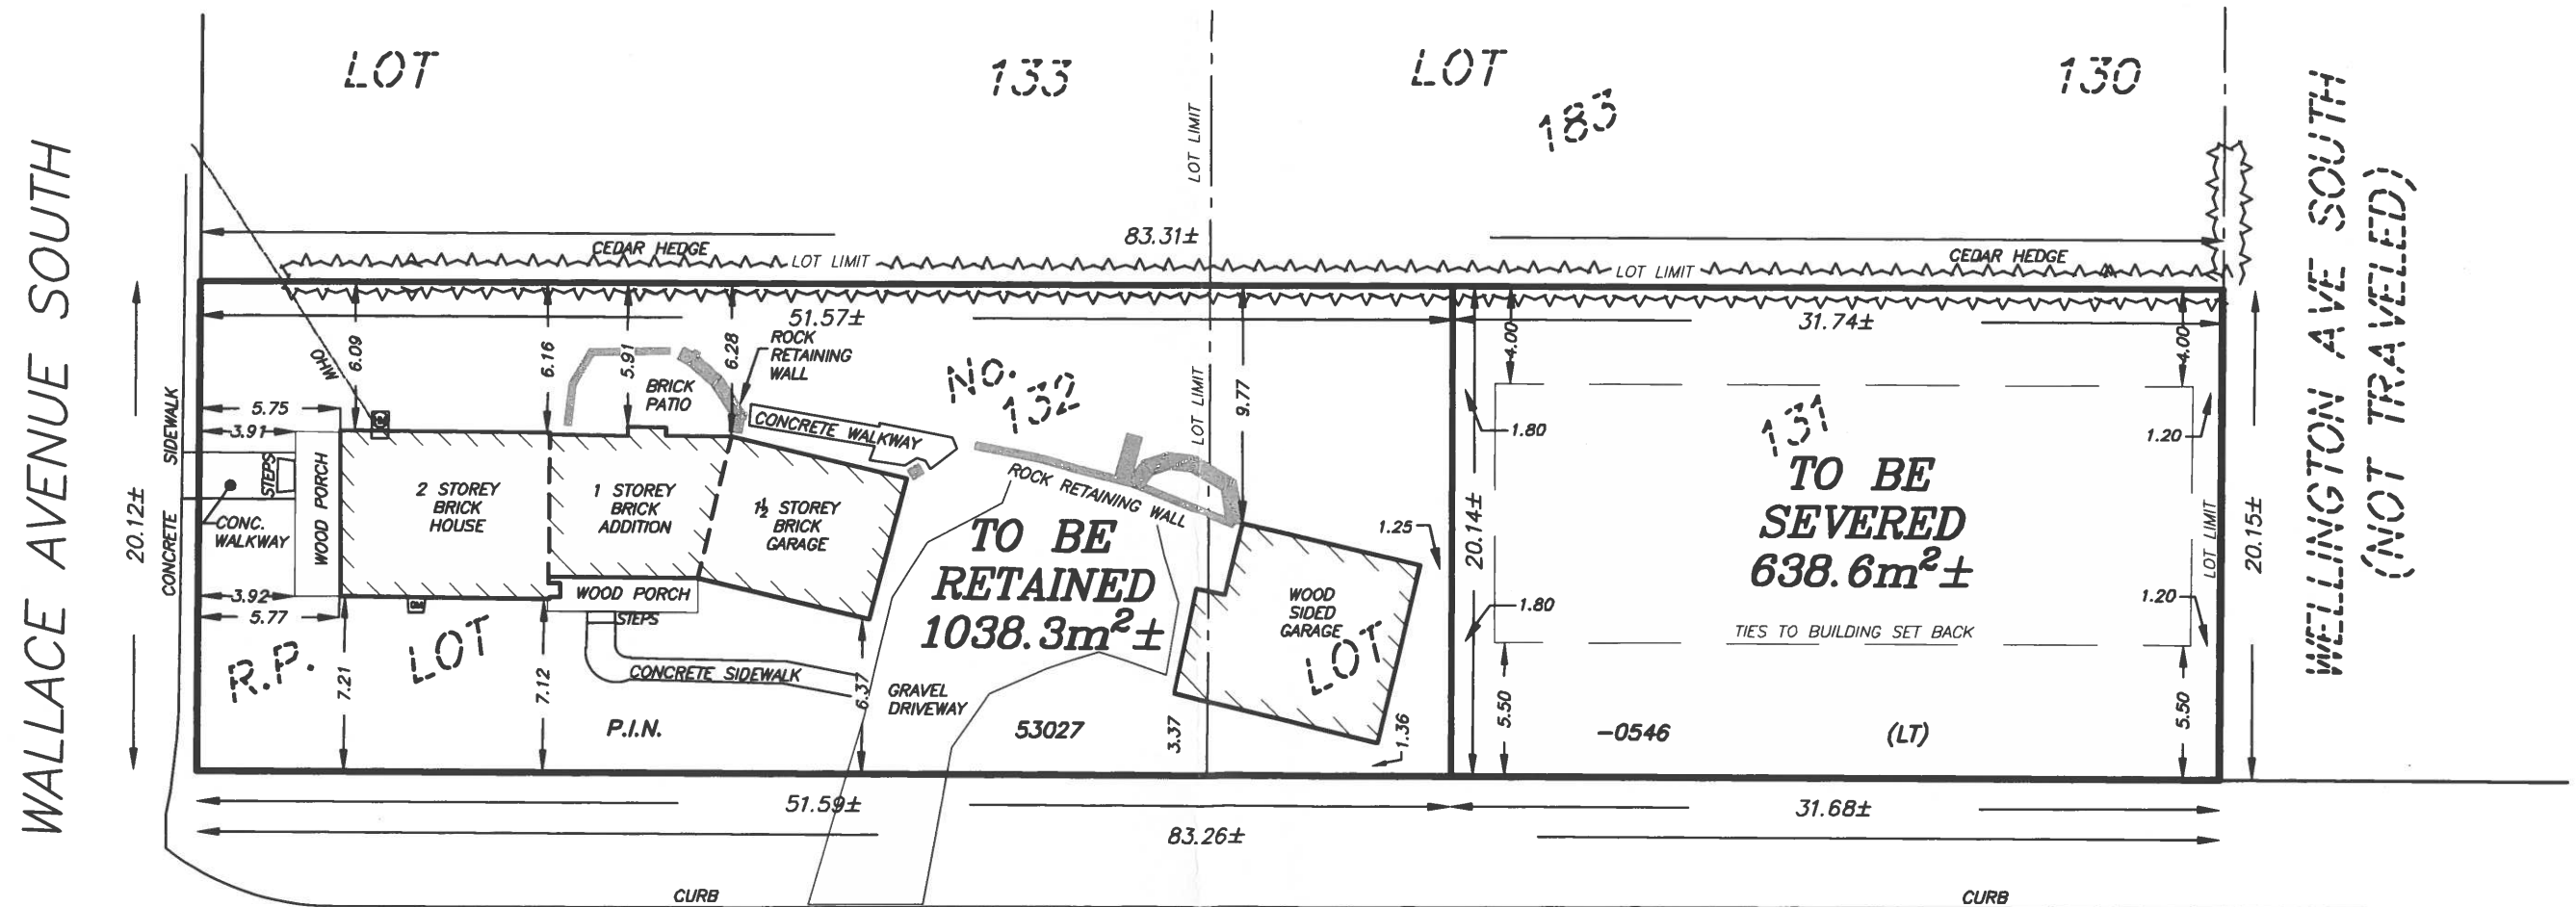 WALLACE AVENUE SOUTH
LOT
133
LOT
183
130
WELLINGTON AVE SOUTH
(NOT TRAVELED)
LOT LIMIT
83.31±
CEDAR HEDGE
LOT LIMIT
LOT LIMIT
CEDAR HEDGE
51.57±
31.74±
6.09
6.16
5.91
6.28
ROCK
RETAINING
WALL
OHW
BRICK
PATIO
CONCRETE WALKWAY
No.
132
LOT LIMIT
9.77
4.00
4.00
1.80
131
1.20
20.12±
CONCRETE SIDEWALK
5.75
3.91
STEPS
WOOD PORCH
CONC.
WALKWAY
3.92
5.77
2 STOREY
BRICK
HOUSE
1 STOREY
BRICK
ADDITION
1½ STOREY
BRICK
GARAGE
ROCK RETAINING WALL
TO BE
RETAINED
1038.3m²±
1.25
20.14±
TO BE
SEVERED
638.6m²±
LOT LIMIT
20.15±
WOOD PORCH
STEPS
WOOD
SIDED
GARAGE
LOT
1.80
1.20
TIES TO BUILDING SET BACK
R.P.
LOT
7.21
7.12
CONCRETE SIDEWALK
6.37
GRAVEL
DRIVEWAY
P.I.N.
53027
3.37
1.36
5.50
-0546
(LT)
5.50
51.59±
31.68±
83.26±
CURB
CURB